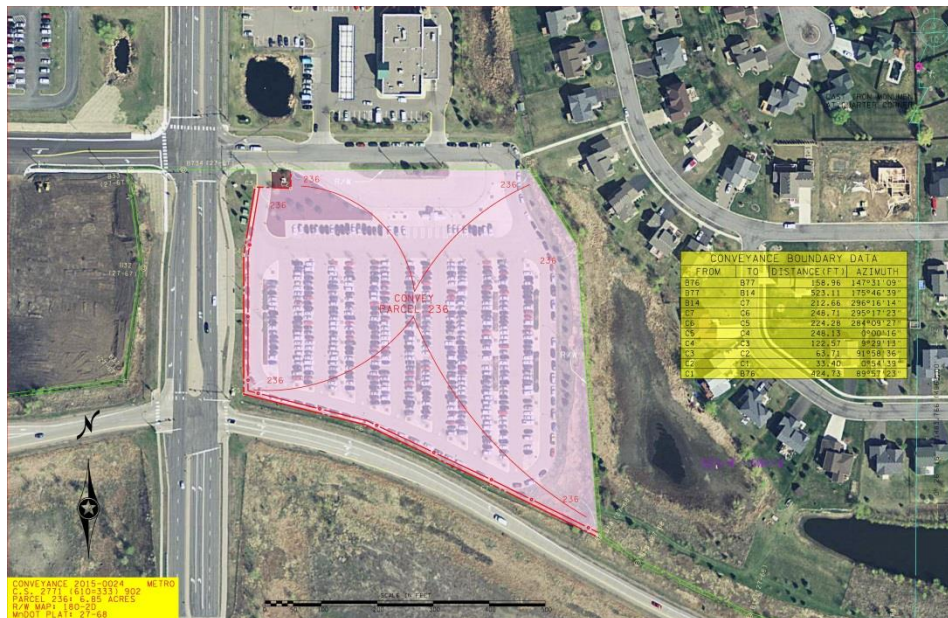 236
236
236
236
CONVEY
PARCEL 236
236
236
CONVEYANCE BOUNDARY DATA
FROM TO DISTANCE(FT) AZIMUTH
B76 B77 158.96 147°31'09"
B77 B14 523.11 175°46'39"
B14 C7 212.66 296°16'14"
C7 C6 248.71 295°17'23"
C6 C5 224.28 284°09'27"
C5 C4 248.13 0°00'16"
C4 C3 122.57 9°29'13"
C3 C2 63.71 91°58'36"
C2 C1 33.40 0°54'39"
C1 B76 424.73 89°57'23"
N
SCALE IN FEET
CONVEYANCE 2015-0024 METRO
C.S. 2771 (610=333) 902
PARCEL 236: 6.85 ACRES
R/W MAP: 180-2D
MnDOT PLAT: 27-68